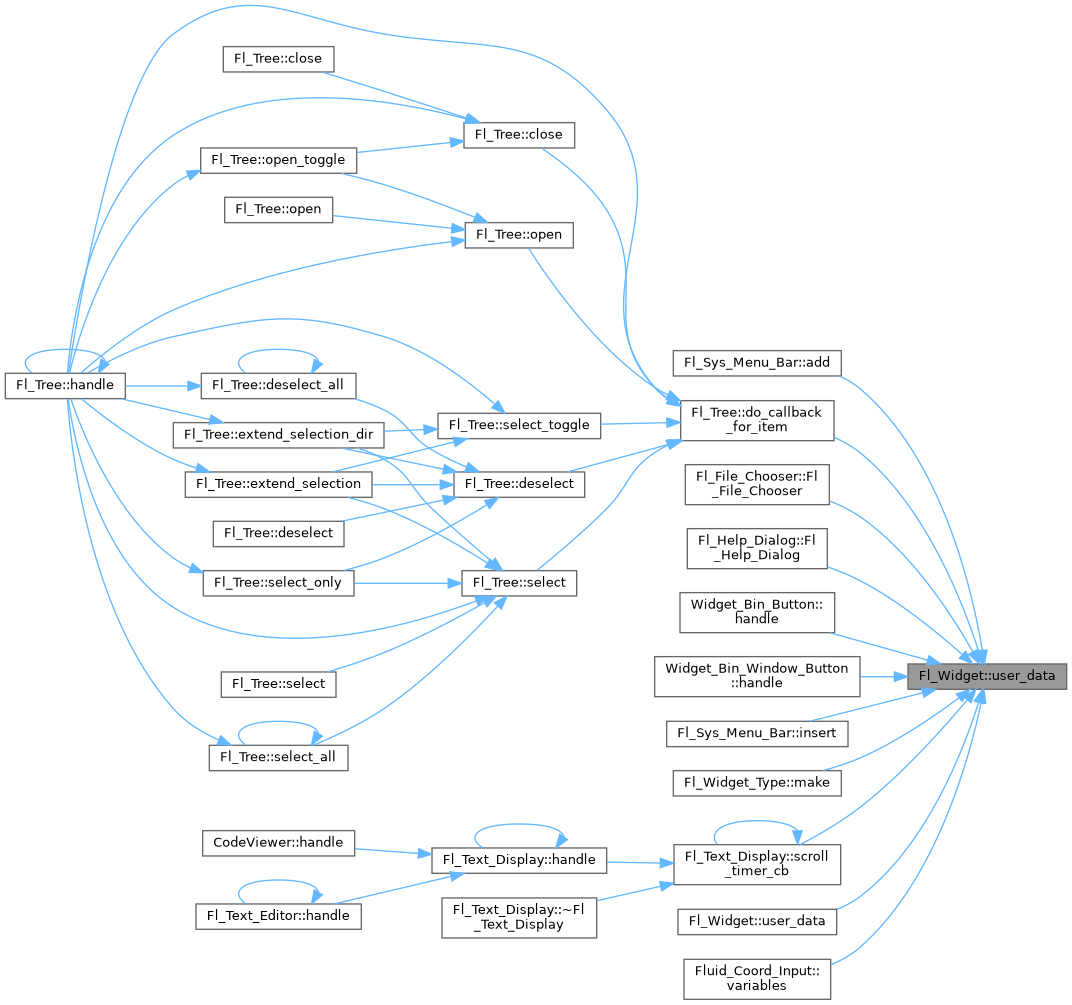 Fl_Tree::close
Fl_Tree::close
Fl_Tree::open_toggle
Fl_Tree::open
Fl_Tree::open
Fl_Sys_Menu_Bar::add
Fl_Tree::handle
Fl_Tree::deselect_all
Fl_Tree::do_callback
_for_item
Fl_Tree::select_toggle
Fl_Tree::extend_selection_dir
Fl_File_Chooser::Fl
_File_Chooser
Fl_Tree::extend_selection
Fl_Tree::deselect
Fl_Tree::deselect
Fl_Help_Dialog::Fl
_Help_Dialog
Fl_Tree::select_only
Fl_Tree::select
Widget_Bin_Button::
handle
Widget_Bin_Window_Button
::handle
Fl_Widget::user_data
Fl_Tree::select
Fl_Sys_Menu_Bar::insert
Fl_Tree::select_all
Fl_Widget_Type::make
CodeViewer::handle
Fl_Text_Display::handle
Fl_Text_Display::scroll
_timer_cb
Fl_Text_Editor::handle
Fl_Text_Display::~Fl
_Text_Display
Fl_Widget::user_data
Fluid_Coord_Input::
variables